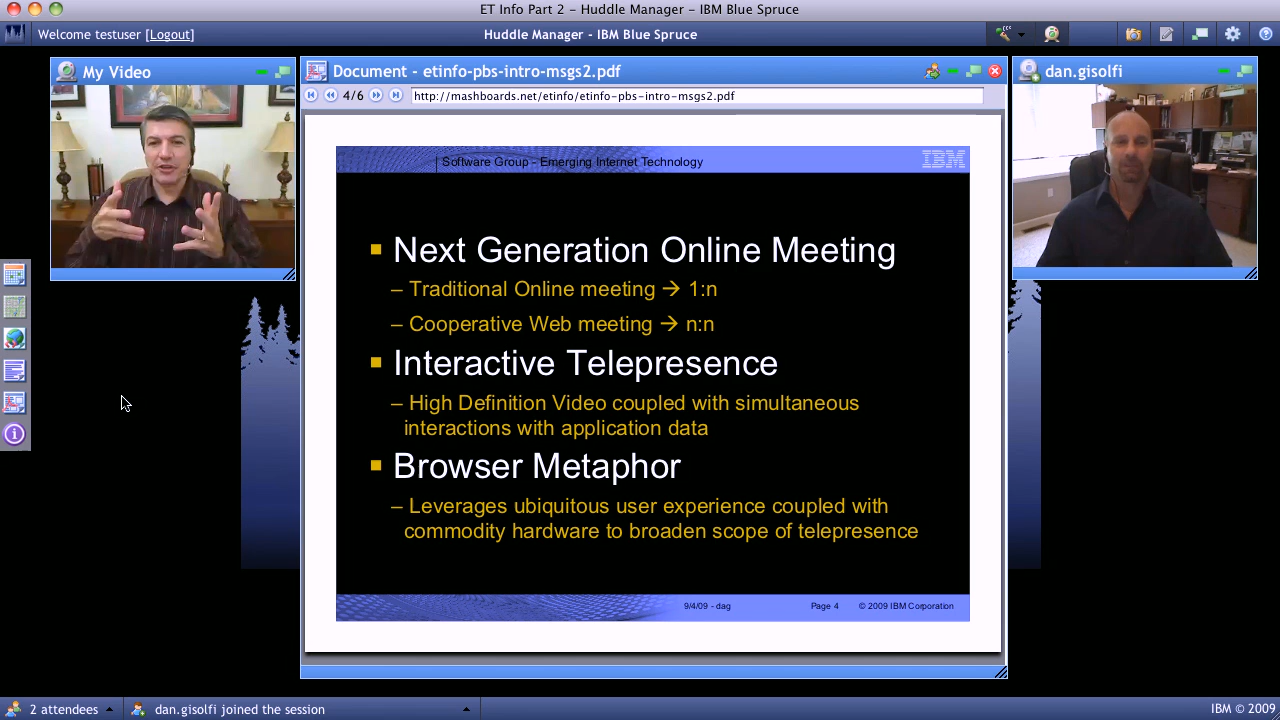 ET Info Part 2 – Huddle Manager – IBM Blue Spruce
Welcome testuser [Logout]
Huddle Manager - IBM Blue Spruce
My Video
Document - etinfo-pbs-intro-msgs2.pdf
4/6
http://mashboards.net/etinfo/etinfo-pbs-intro-msgs2.pdf
dan.gisolfi
Software Group - Emerging Internet Technology
IBM
Next Generation Online Meeting
– Traditional Online meeting → 1:n
– Cooperative Web meeting → n:n
Interactive Telepresence
– High Definition Video coupled with simultaneous
interactions with application data
Browser Metaphor
– Leverages ubiquitous user experience coupled with
commodity hardware to broaden scope of telepresence
9/4/09 - dag
Page 4
© 2009 IBM Corporation
2 attendees
dan.gisolfi joined the session
IBM © 2009